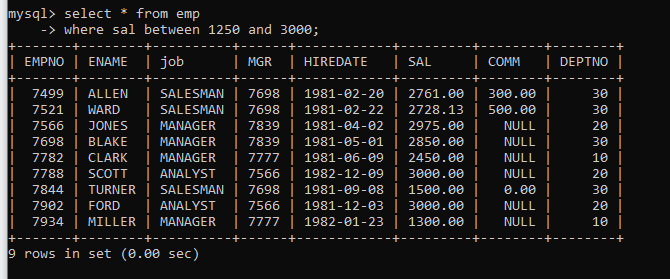 mysql> select * from emp
    -> where sal between 1250 and 3000;
+-------+--------+----------+------+------------+---------+--------+--------+
| EMPNO | ENAME  | job      | MGR  | HIREDATE   | SAL     | COMM   | DEPTNO |
+-------+--------+----------+------+------------+---------+--------+--------+
|  7499 | ALLEN  | SALESMAN | 7698 | 1981-02-20 | 2761.00 | 300.00 |     30 |
|  7521 | WARD   | SALESMAN | 7698 | 1981-02-22 | 2728.13 | 500.00 |     30 |
|  7566 | JONES  | MANAGER  | 7839 | 1981-04-02 | 2975.00 |   NULL |     20 |
|  7698 | BLAKE  | MANAGER  | 7839 | 1981-05-01 | 2850.00 |   NULL |     30 |
|  7782 | CLARK  | MANAGER  | 7777 | 1981-06-09 | 2450.00 |   NULL |     10 |
|  7788 | SCOTT  | ANALYST  | 7566 | 1982-12-09 | 3000.00 |   NULL |     20 |
|  7844 | TURNER | SALESMAN | 7698 | 1981-09-08 | 1500.00 |   0.00 |     30 |
|  7902 | FORD   | ANALYST  | 7566 | 1981-12-03 | 3000.00 |   NULL |     20 |
|  7934 | MILLER | MANAGER  | 7777 | 1982-01-23 | 1300.00 |   NULL |     10 |
+-------+--------+----------+------+------------+---------+--------+--------+
9 rows in set (0.00 sec)